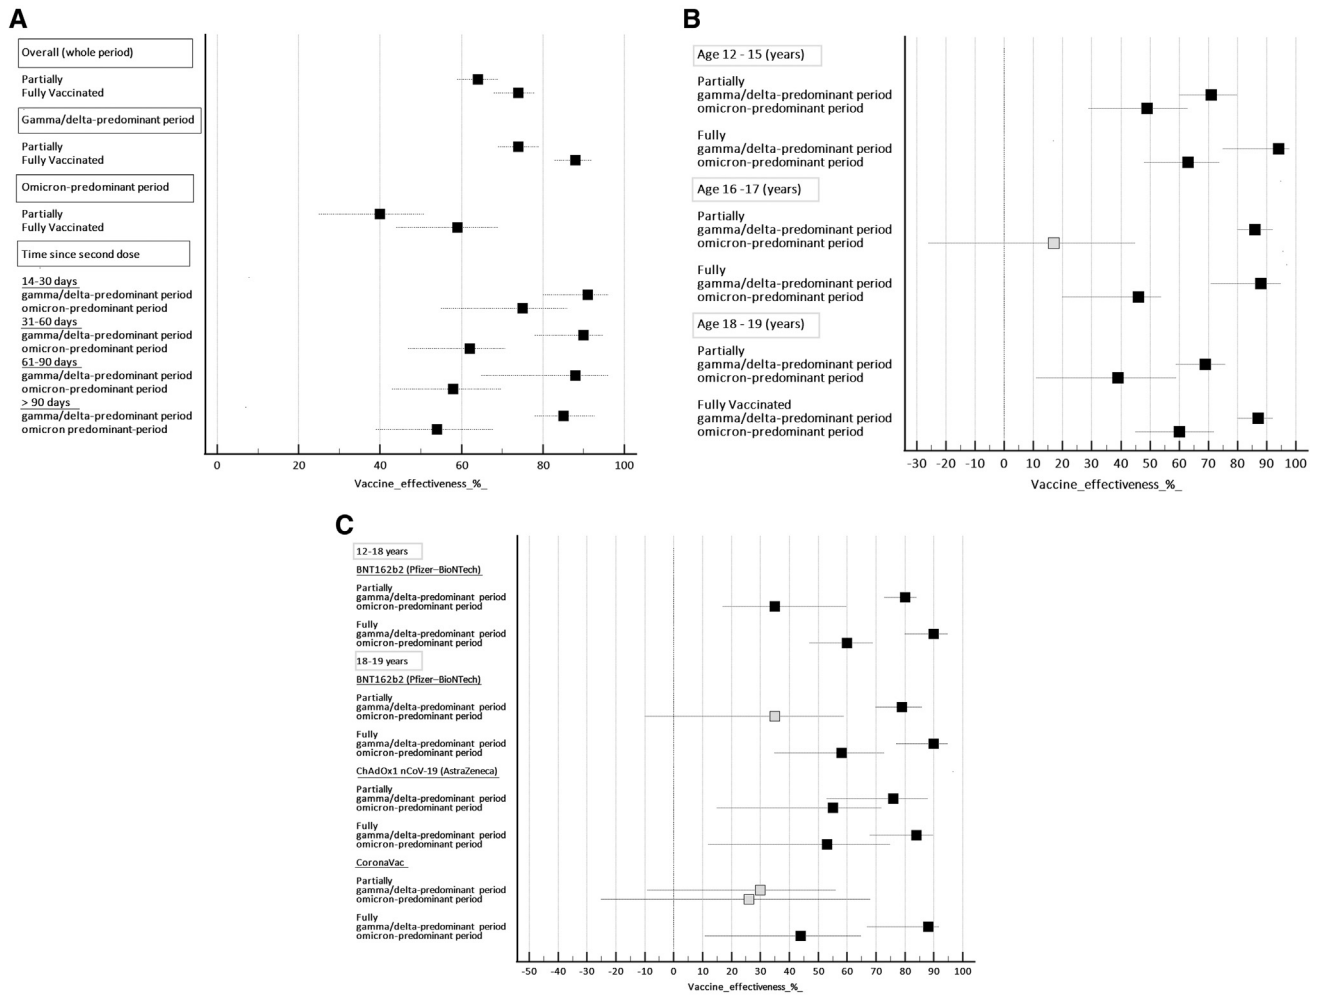 A
Overall (whole period)
Partially
Fully Vaccinated
Gamma/delta-predominant period
Partially
Fully Vaccinated
Omicron-predominant period
Partially
Fully Vaccinated
Time since second dose
14-30 days
gamma/delta-predominant period
omicron-predominant period
31-60 days
gamma/delta-predominant period
omicron-predominant period
61-90 days
gamma/delta-predominant period
omicron-predominant period
> 90 days
gamma/delta-predominant period
omicron predominant-period
0 20 40 60 80 100
Vaccine_effectiveness_%_
B
Age 12 - 15 (years)
Partially
gamma/delta-predominant period
omicron-predominant period
Fully
gamma/delta-predominant period
omicron-predominant period
Age 16 -17 (years)
Partially
gamma/delta-predominant period
omicron-predominant period
Fully
gamma/delta-predominant period
omicron-predominant period
Age 18 - 19 (years)
Partially
gamma/delta-predominant period
omicron-predominant period
Fully Vaccinated
gamma/delta-predominant period
omicron-predominant period
-30 -20 -10 0 10 20 30 40 50 60 70 80 90 100
Vaccine_effectiveness_%_
C
12-18 years
BNT162b2 (Pfizer–BioNTech)
Partially
gamma/delta-predominant period
omicron-predominant period
Fully
gamma/delta-predominant period
omicron-predominant period
18-19 years
BNT162b2 (Pfizer–BioNTech)
Partially
gamma/delta-predominant period
omicron-predominant period
Fully
gamma/delta-predominant period
omicron-predominant period
ChAdOx1 nCoV-19 (AstraZeneca)
Partially
gamma/delta-predominant period
omicron-predominant period
Fully
gamma/delta-predominant period
omicron-predominant period
CoronaVac
Partially
gamma/delta-predominant period
omicron-predominant period
Fully
gamma/delta-predominant period
omicron-predominant period
-50 -40 -30 -20 -10 0 10 20 30 40 50 60 70 80 90 100
Vaccine_effectiveness_%_